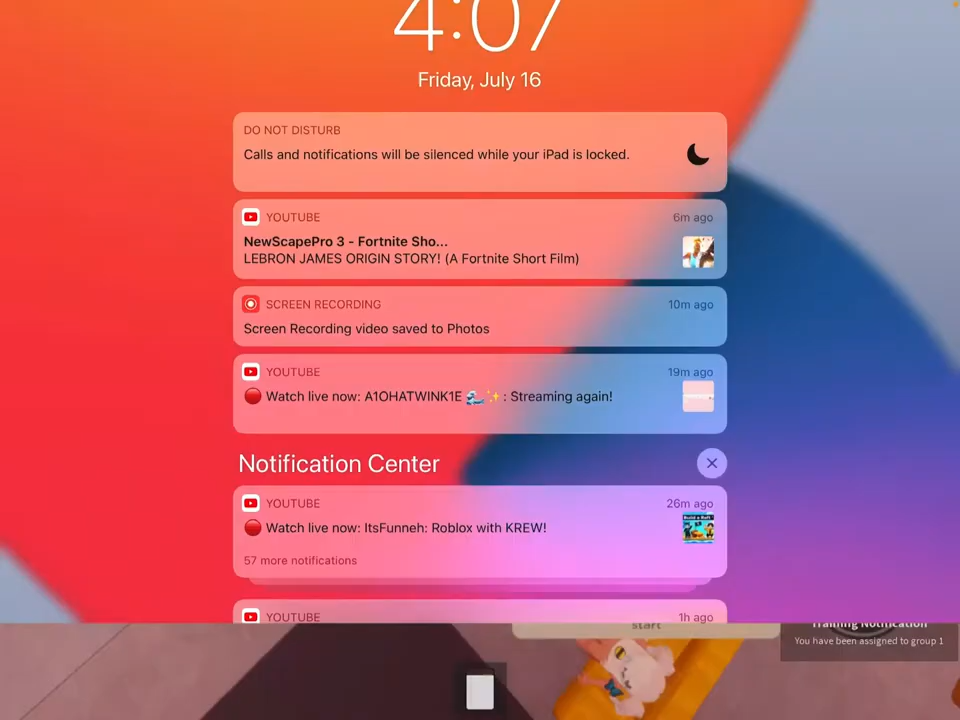 4:07
Friday, July 16
DO NOT DISTURB
Calls and notifications will be silenced while your iPad is locked.
YOUTUBE
6m ago
NewScapePro 3 - Fortnite Sho...
LEBRON JAMES ORIGIN STORY! (A Fortnite Short Film)
SCREEN RECORDING
10m ago
Screen Recording video saved to Photos
YOUTUBE
19m ago
🔴 Watch live now: A1OHATWINK1E 🌊✨ : Streaming again!
Notification Center
YOUTUBE
26m ago
🔴 Watch live now: ItsFunneh: Roblox with KREW!
Build a Raft
57 more notifications
YOUTUBE
1h ago
start
Training Notification
You have been assigned to group 1